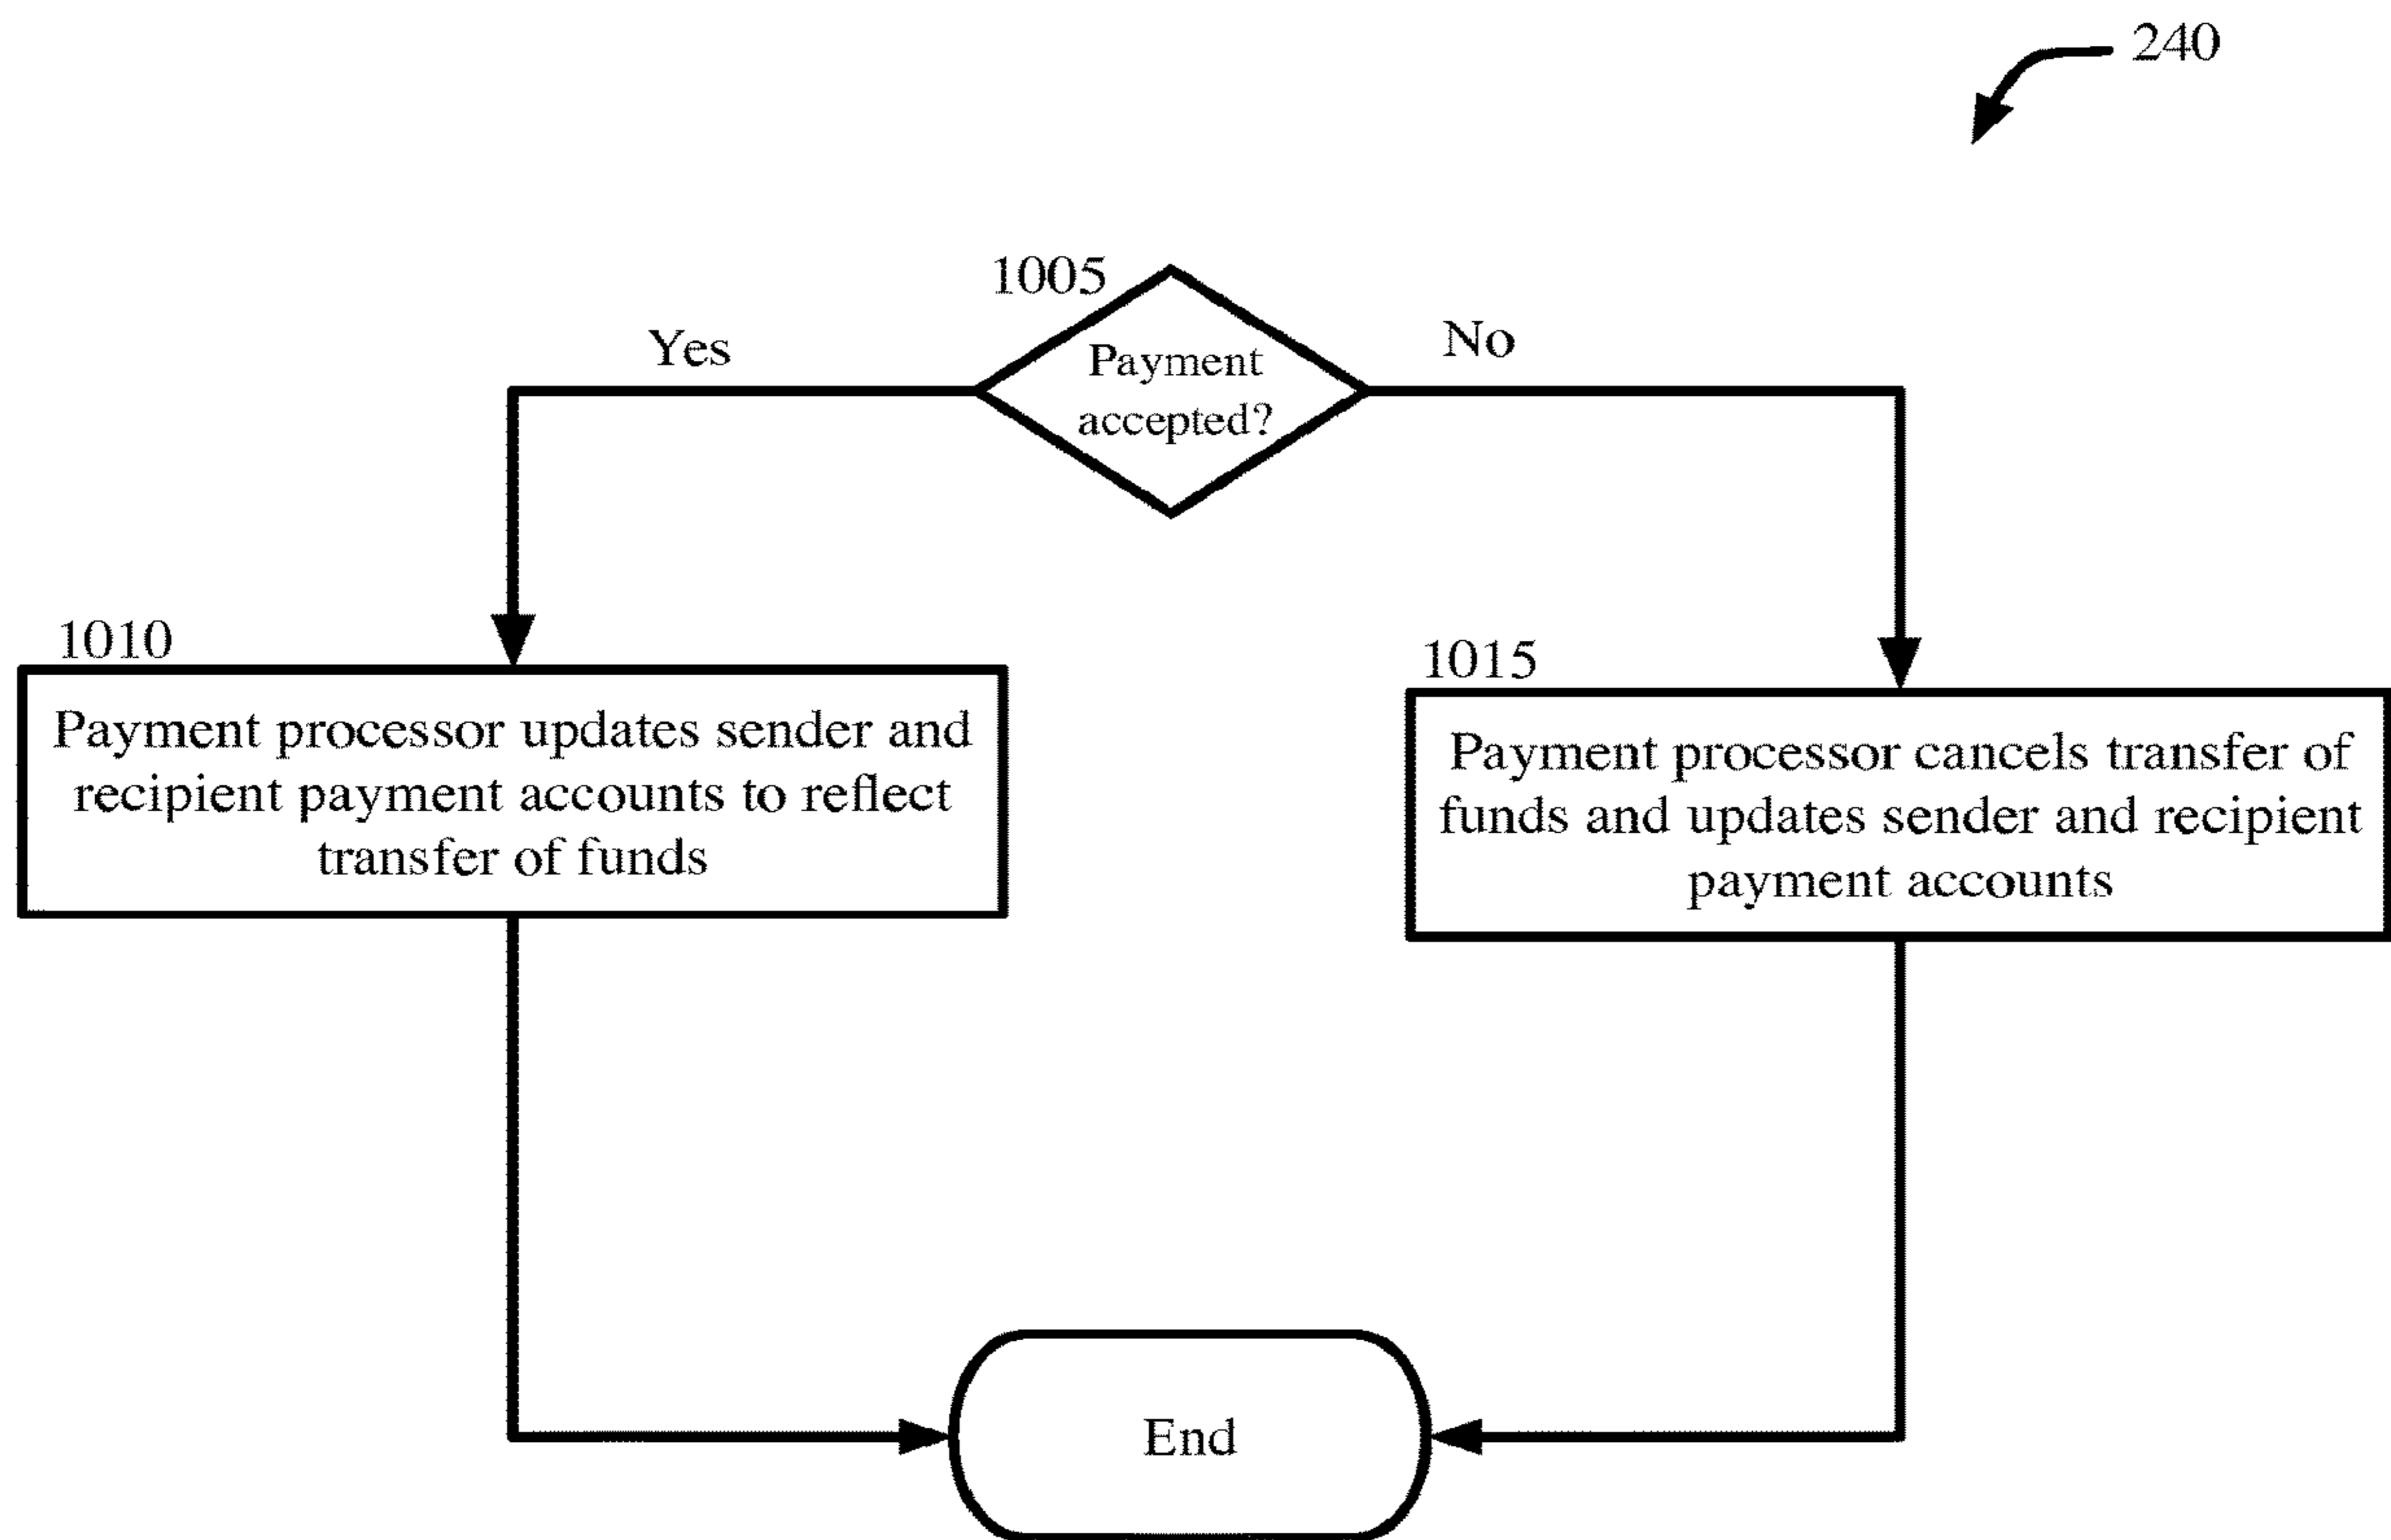 240
1005
Yes
No
Payment
accepted?
1010
Payment processor updates sender and
recipient payment accounts to reflect
transfer of funds
1015
Payment processor cancels transfer of
funds and updates sender and recipient
payment accounts
End